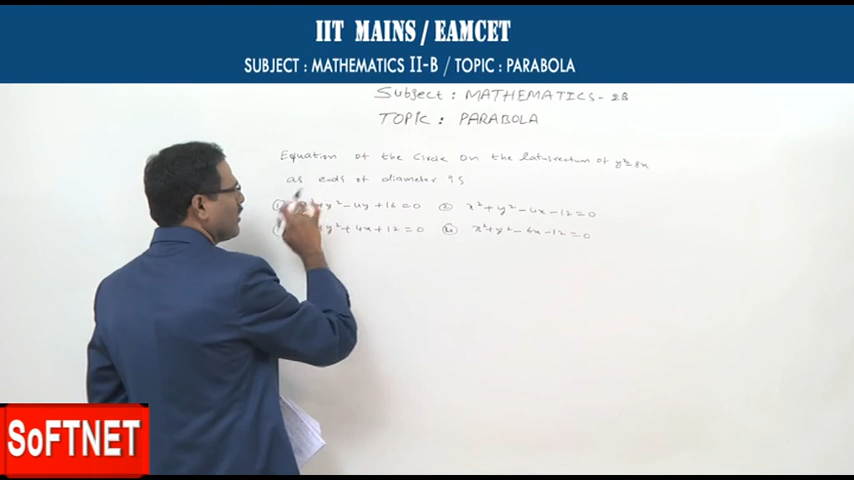 IIT MAINS / EAMCET
SUBJECT : MATHEMATICS II-B / TOPIC : PARABOLA
Subject : MATHEMATICS - 2B
TOPIC : PARABOLA
Equation of the Circle on the latusrectum of y²=8x
as ends of diameter is
y² - 4y + 16 = 0 ② x² + y² - 4x - 12 = 0
y² + 4x + 12 = 0 ④ x² + y² - 6x - 12 = 0
SoFTNET